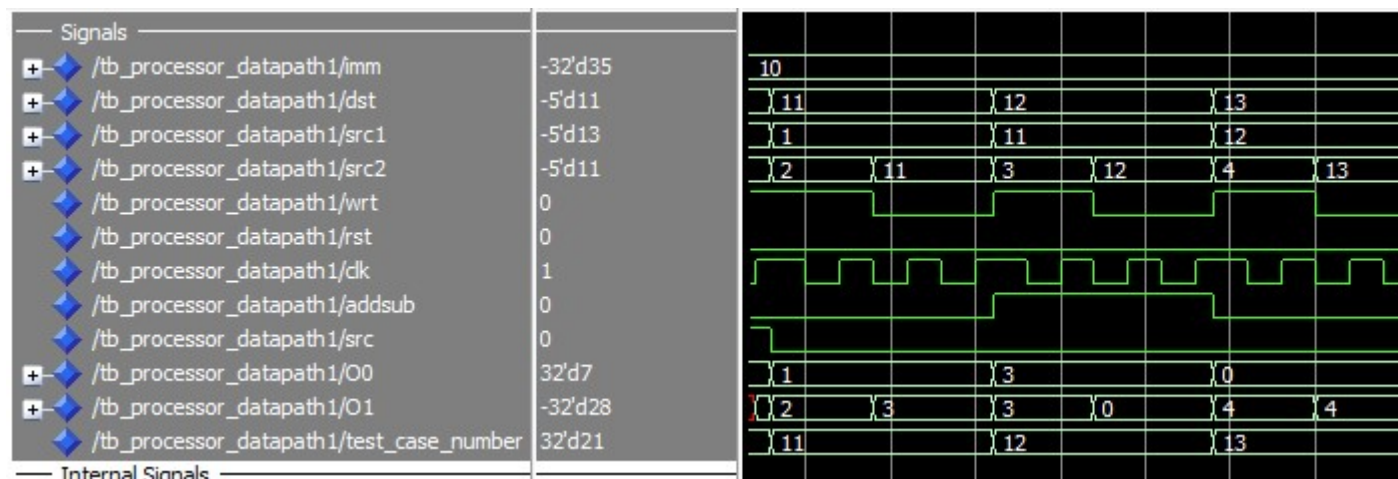 Signals
/tb_processor_datapath1/imm -32'd35 10
/tb_processor_datapath1/dst -5'd11 11 12 13
/tb_processor_datapath1/src1 -5'd13 1 11 12
/tb_processor_datapath1/src2 -5'd11 2 11 3 12 4 13
/tb_processor_datapath1/wrt 0
/tb_processor_datapath1/rst 0
/tb_processor_datapath1/clk 1
/tb_processor_datapath1/addsub 0
/tb_processor_datapath1/src 0
/tb_processor_datapath1/O0 32'd7 1 3 0
/tb_processor_datapath1/O1 -32'd28 2 3 3 0 4 4
/tb_processor_datapath1/test_case_number 32'd21 11 12 13
Internal Signals